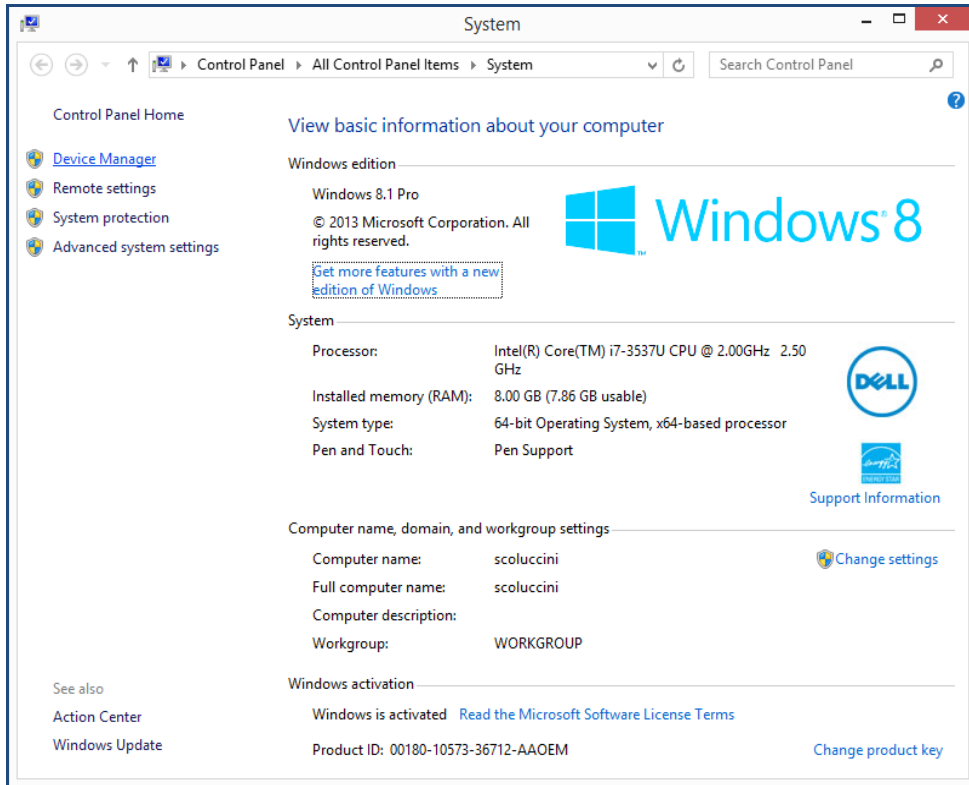 System
Control Panel
All Control Panel Items
System
Search Control Panel
?
Control Panel Home
Device Manager
Remote settings
System protection
Advanced system settings
View basic information about your computer
Windows edition
Windows 8.1 Pro
© 2013 Microsoft Corporation. All
rights reserved.
Get more features with a new
edition of Windows
Windows® 8
TM
System
Processor: Intel(R) Core(TM) i7-3537U CPU @ 2.00GHz 2.50
GHz
Installed memory (RAM): 8.00 GB (7.86 GB usable)
System type: 64-bit Operating System, x64-based processor
Pen and Touch: Pen Support
DELL
energy
ENERGY STAR
Support Information
Computer name, domain, and workgroup settings
Computer name: scoluccini
Change settings
Full computer name: scoluccini
Computer description:
Workgroup: WORKGROUP
Windows activation
Windows is activated Read the Microsoft Software License Terms
Product ID: 00180-10573-36712-AAOEM
Change product key
See also
Action Center
Windows Update